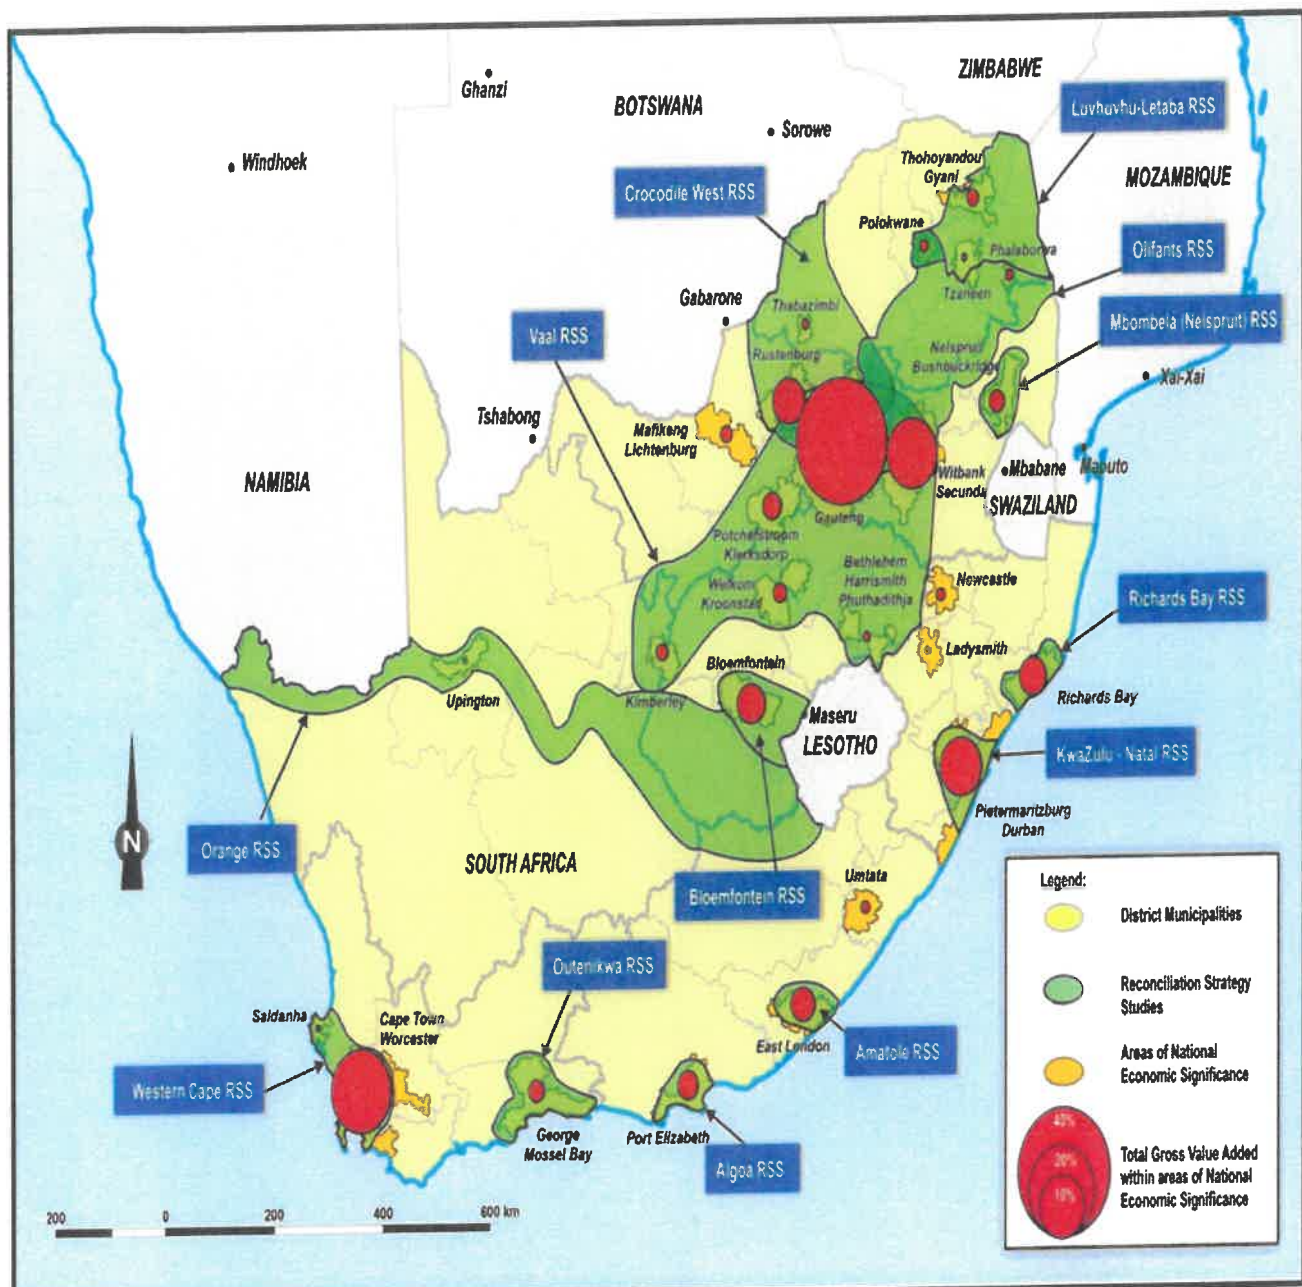 ZIMBABWE
Ghanzi
BOTSWANA
Sorowe
Luvhuvhu-Letaba RSS
Windhoek
Thohoyandou
Gyani
MOZAMBIQUE
Crocodile West RSS
Polokwane
Phalaborwa
Olifants RSS
Tzaneen
Gabarone
Thabazimbi
Mbombela (Nelspruit) RSS
Vaal RSS
Rustenburg
Nelspruit
Bushbuckridge
Xai-Xai
Tshabong
Mafikeng
Lichtenburg
Maputo
Mbabane
Witbank
Secunda
NAMIBIA
SWAZILAND
Gauteng
Potchefstroom
Klerksdorp
Bethlehem
Harrismith
Phuthadithja
Newcastle
Welkom
Kroonstad
Richards Bay RSS
Ladysmith
Bloemfontein
Upington
Kimberley
Richards Bay
Maseru
LESOTHO
KwaZulu - Natal RSS
Pietermaritzburg
Durban
N
Orange RSS
SOUTH AFRICA
Bloemfontein RSS
Umtata
Outenikwa RSS
Saldanha
Cape Town
Worcester
East London
Amatole RSS
Western Cape RSS
George
Mossel Bay
Port Elizabeth
Algoa RSS
Legend:
District Municipalities
Reconciliation Strategy
Studies
Areas of National
Economic Significance
40%
20%
10%
Total Gross Value Added
within areas of National
Economic Significance
200 0 200 400 600 km